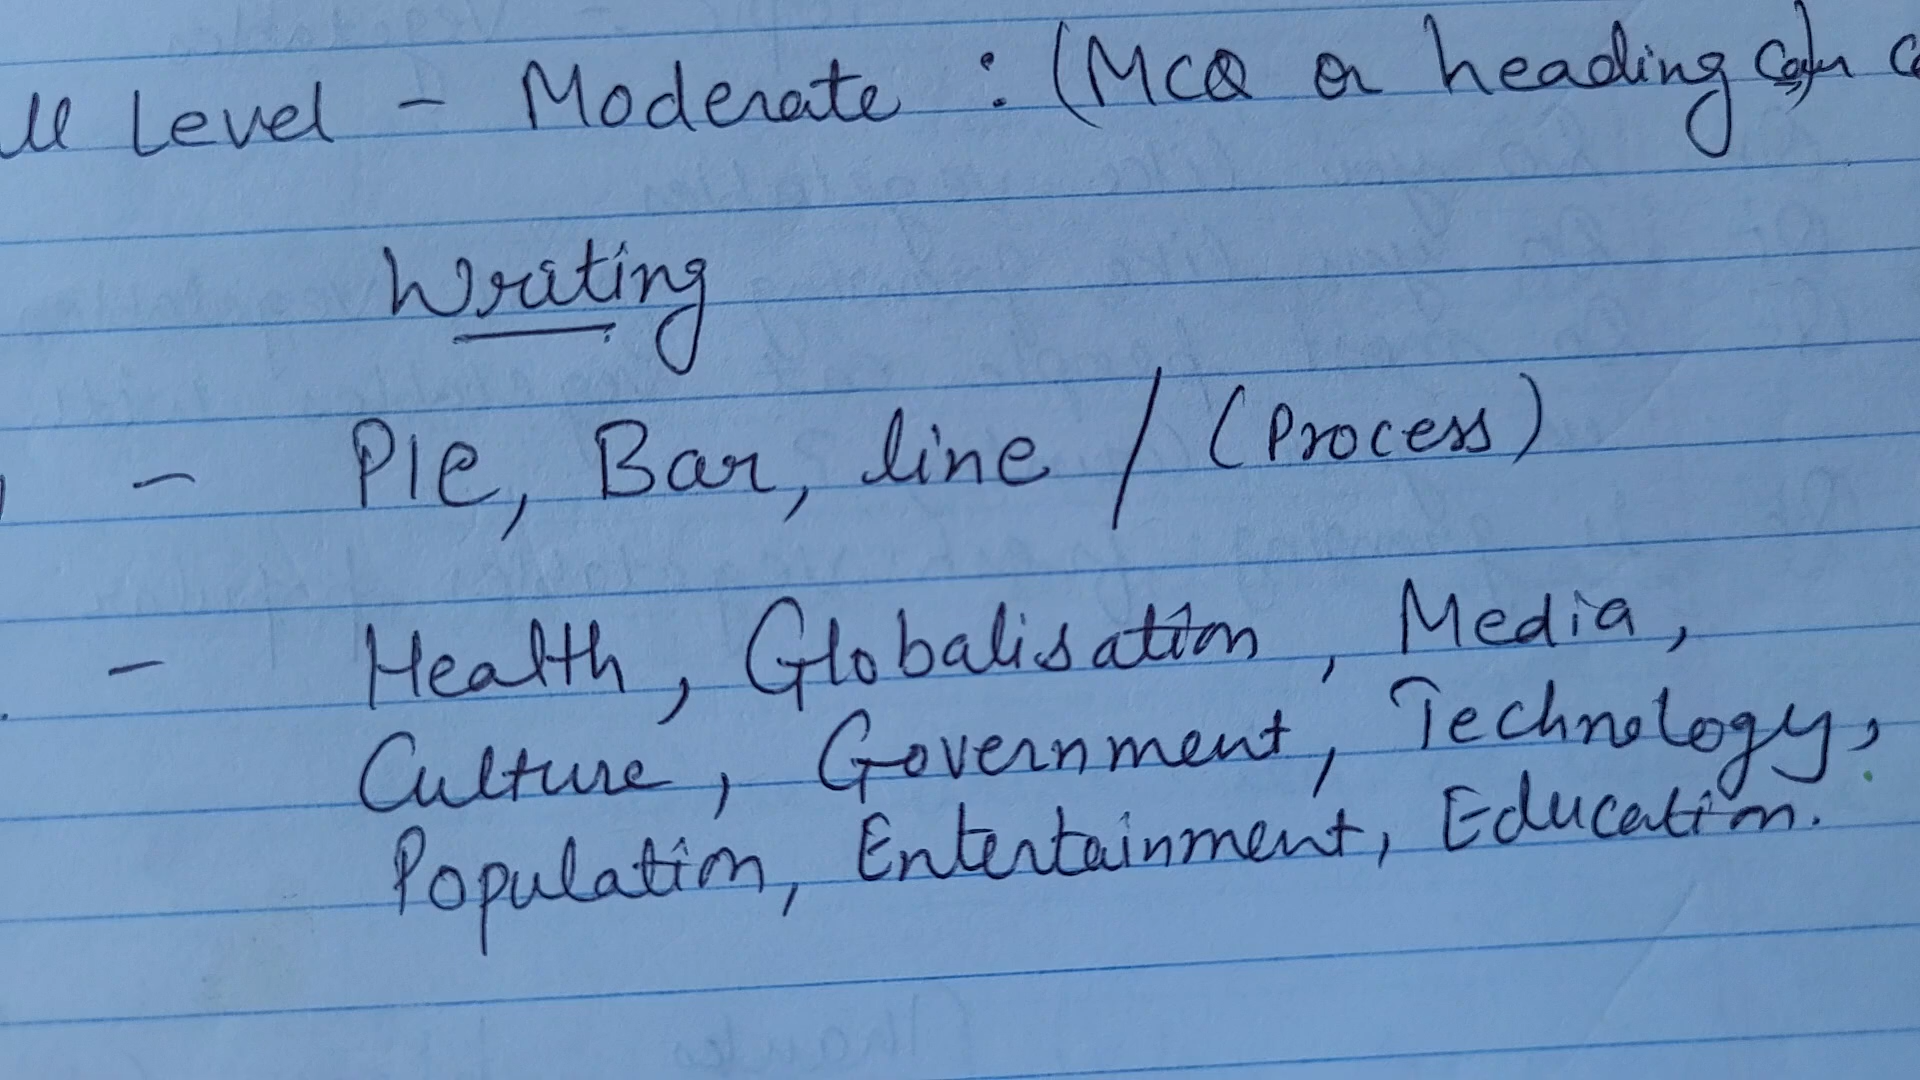 Level - Moderate : (MCQ or heading can
Writing
- PIe, Bar, line / (Process)
- Health, Globalisation, Media,
Culture, Government, Technology,
Population, Entertainment, Education.